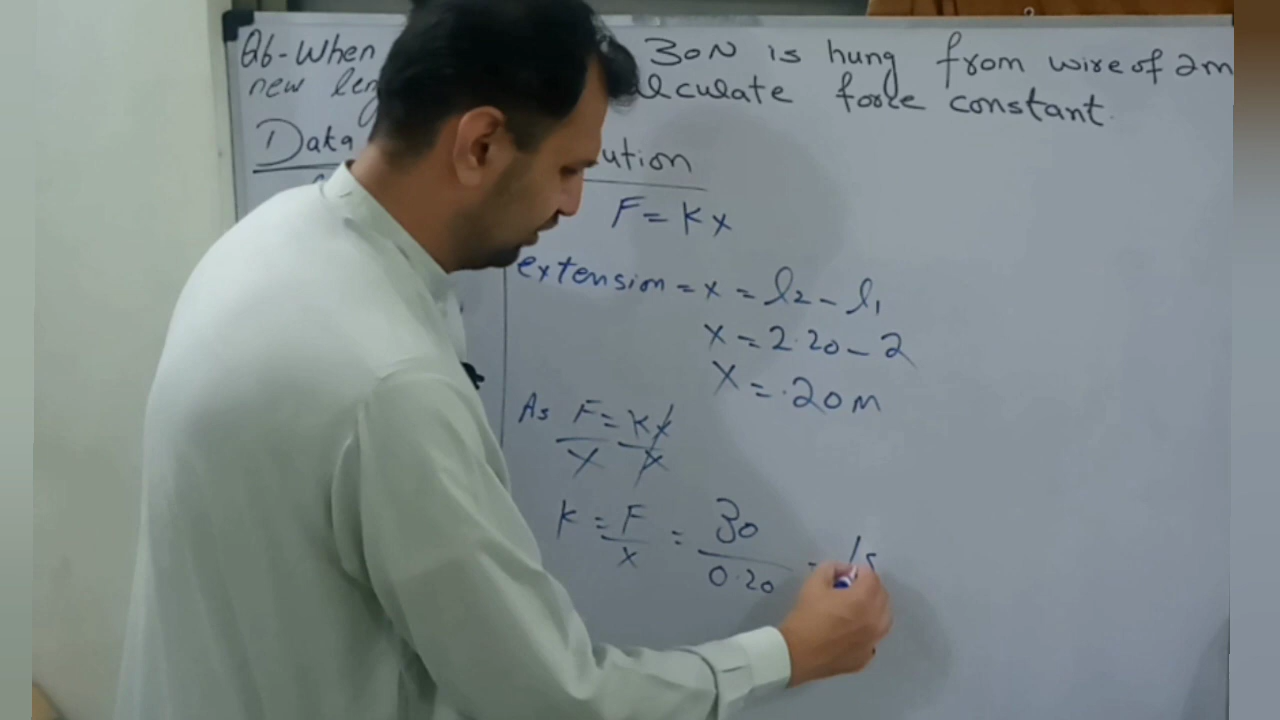 Q6-When 30N is hung from wire of 2m
new len lculate force constant.
Data ution
F=Kx
extension = x = l2 - l1
x = 2.20 - 2
x = .20m
As F = Kx
x x
K = F = 30 = 15
x 0.20